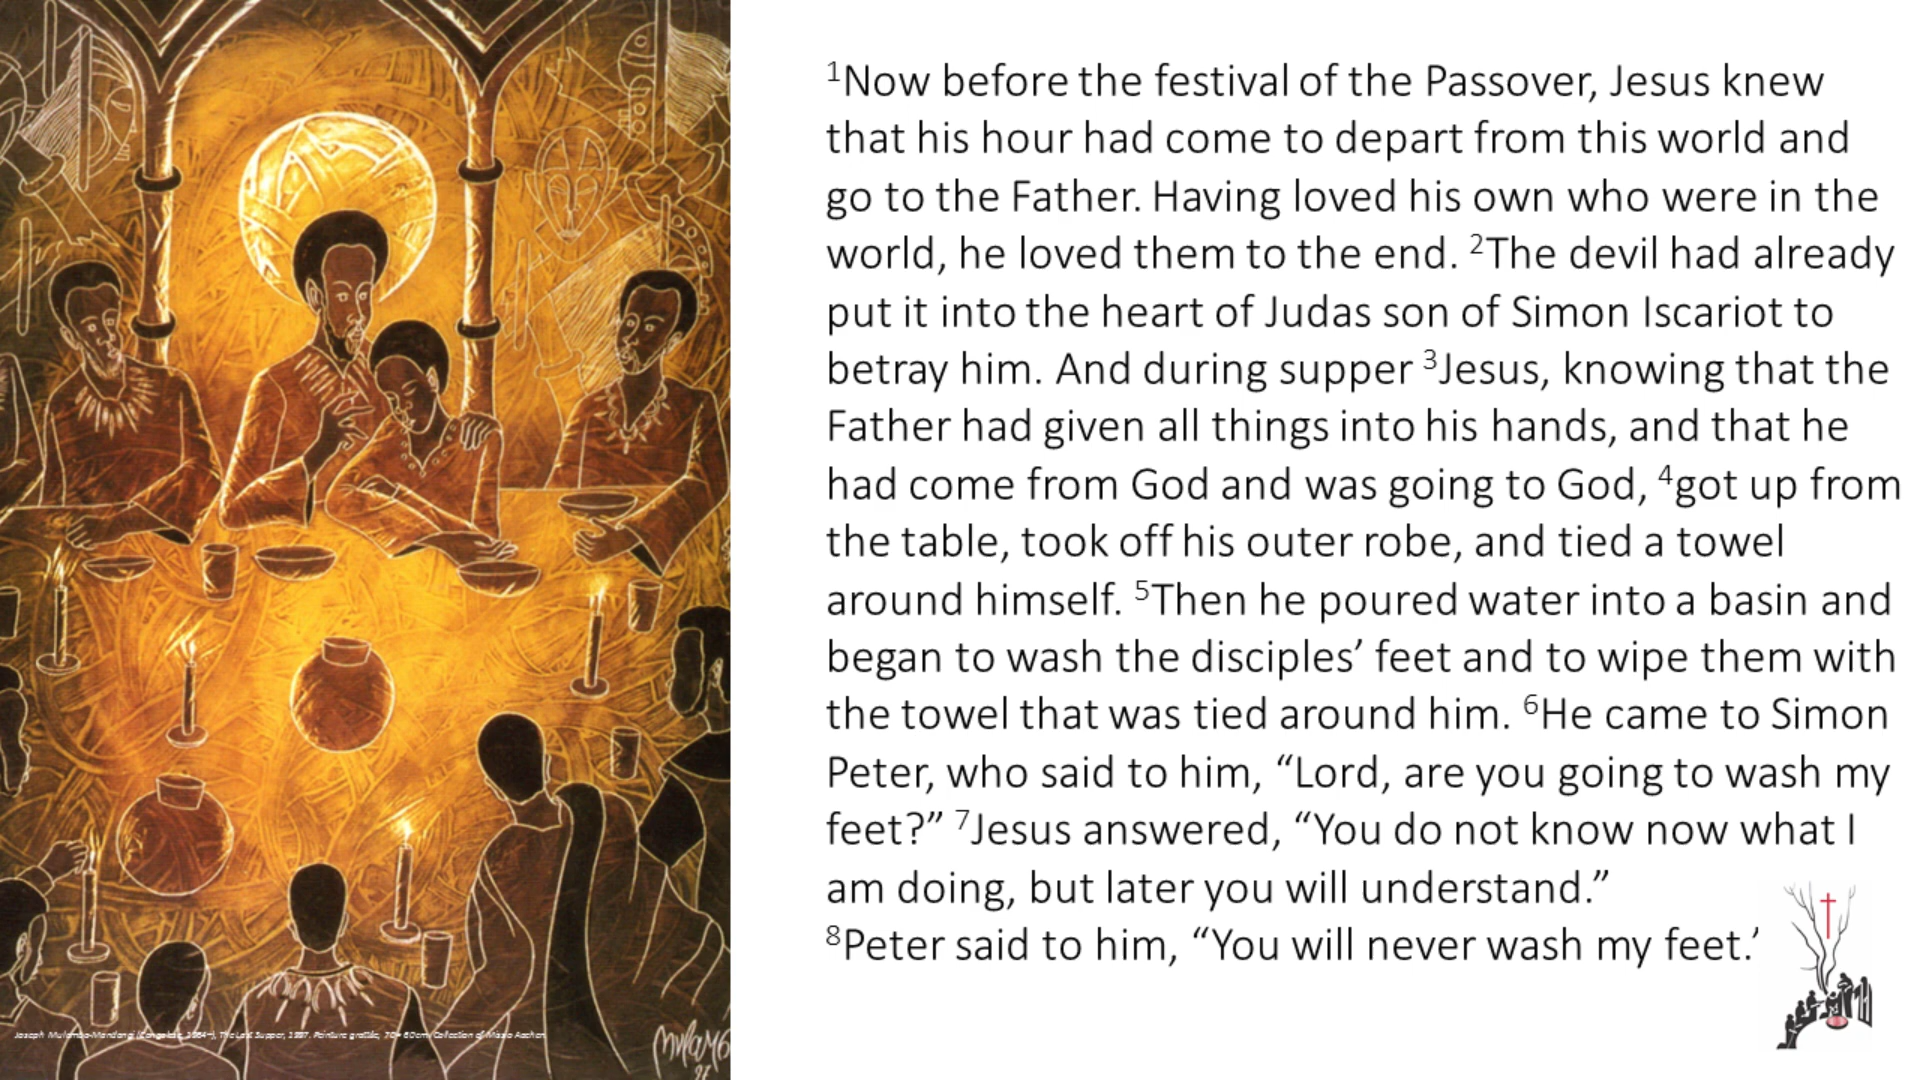 ¹Now before the festival of the Passover, Jesus knew
that his hour had come to depart from this world and
go to the Father. Having loved his own who were in the
world, he loved them to the end. ²The devil had already
put it into the heart of Judas son of Simon Iscariot to
betray him. And during supper ³Jesus, knowing that the
Father had given all things into his hands, and that he
had come from God and was going to God, ⁴got up from
the table, took off his outer robe, and tied a towel
around himself. ⁵Then he poured water into a basin and
began to wash the disciples’ feet and to wipe them with
the towel that was tied around him. ⁶He came to Simon
Peter, who said to him, “Lord, are you going to wash my
feet?” ⁷Jesus answered, “You do not know now what I
am doing, but later you will understand.”
⁸Peter said to him, “You will never wash my feet.’
Joseph (Congolese, The Last Supper, 1997. Peinture Collection of Missio Aachen
97